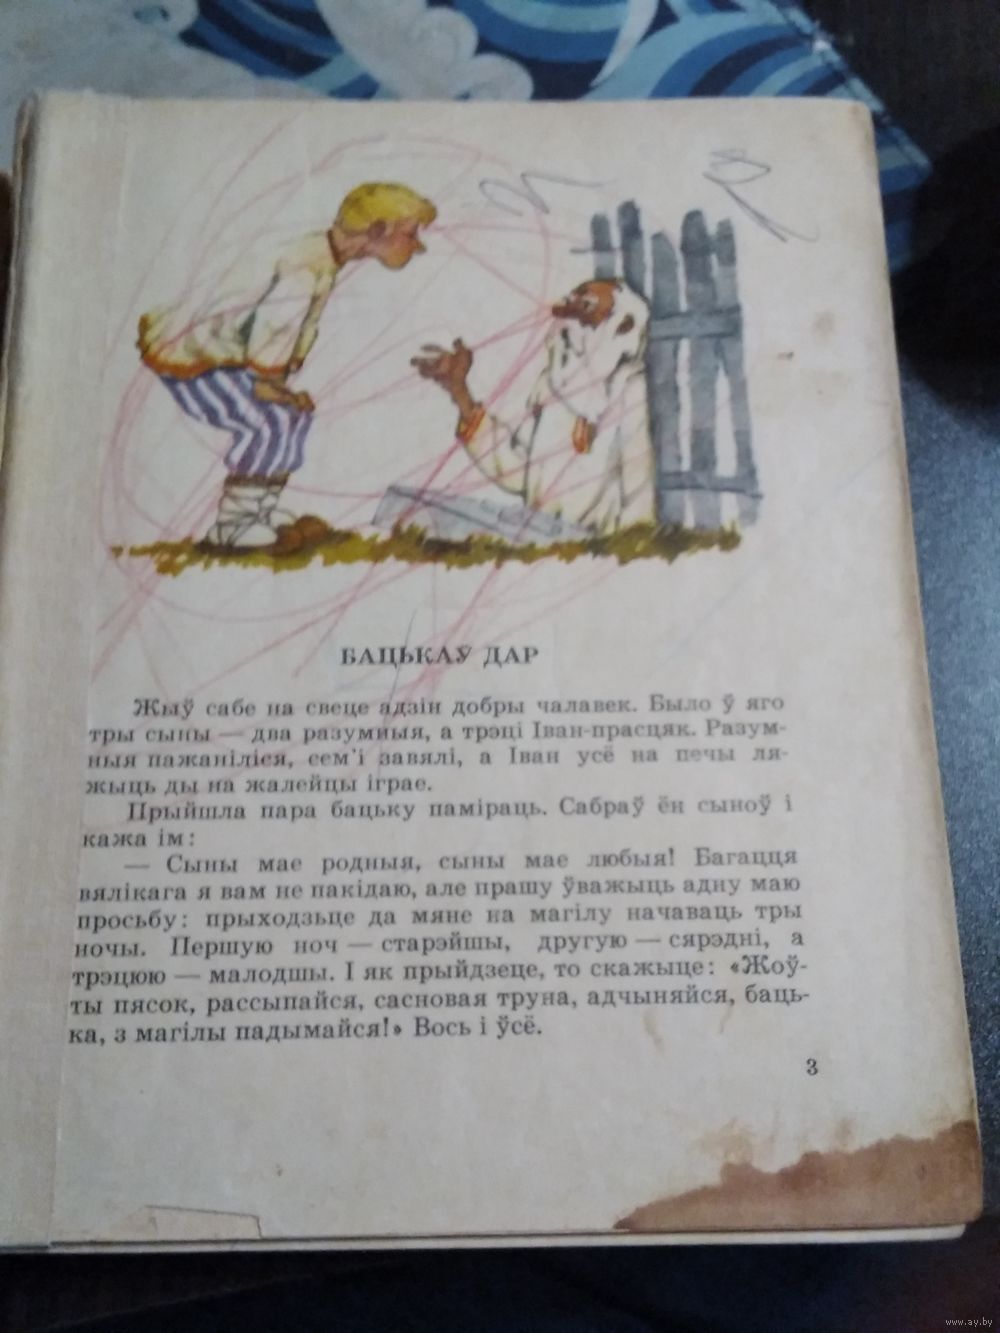 БАЦЬКАЎ ДАР
Жыў сабе на свеце адзін добры чалавек. Было ў яго
тры сыны — два разумныя, а трэці Іван-прасцяк. Разум-
ныя пажаніліся, сем'і завялі, а Іван усё на печы ля-
жыць ды на жалейцы іграе.
Прыйшла пара бацьку паміраць. Сабраў ён сыноў і
кажа ім:
— Сыны мае родныя, сыны мае любыя! Багацця
вялікага я вам не пакідаю, але прашу ўважыць адну маю
просьбу: прыходзьце да мяне на магілу начаваць тры
ночы. Першую ноч — старэйшы, другую — сярэдні, а
трэцюю — малодшы. І як прыйдзеце, то скажыце: «Жоў-
ты пясок, рассыпайся, сасновая труна, адчыняйся, баць-
ка, з магілы падымайся!» Вось і ўсё.
3
www.ay.by